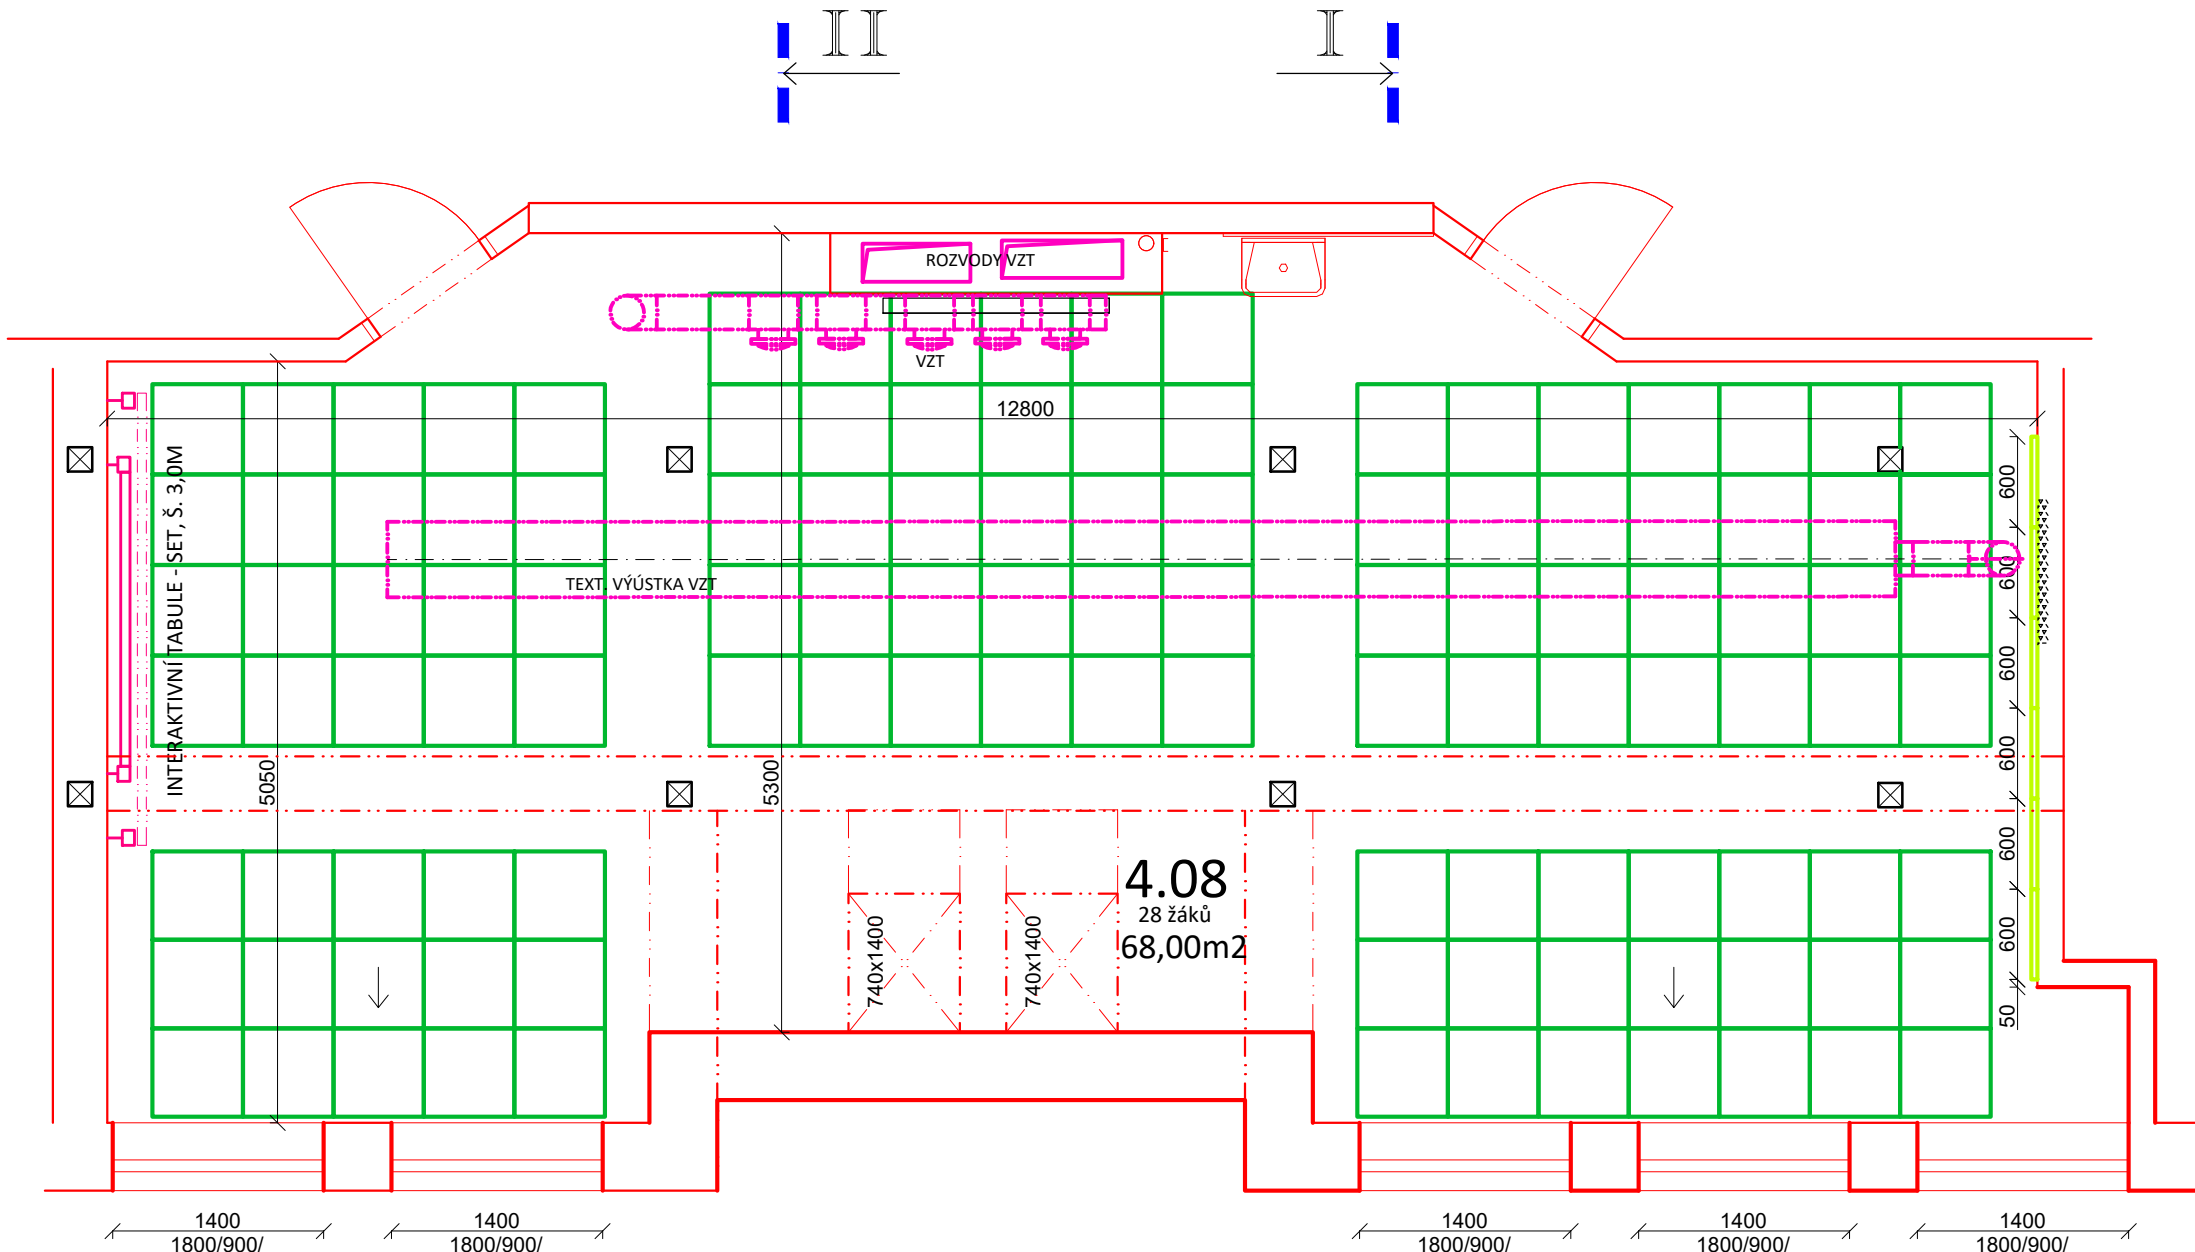 II
I
ROZVODY VZT
VZT
12800
INTERAKTIVNÍ TABULE - SET, Š. 3,0M
TEXT. VÝÚSTKA VZT
600
600
600
600
600
600
50
5050
5300
4.08
28 žáků
68,00m2
740x1400
740x1400
1400
1800/900/
1400
1800/900/
1400
1800/900/
1400
1800/900/
1400
1800/900/